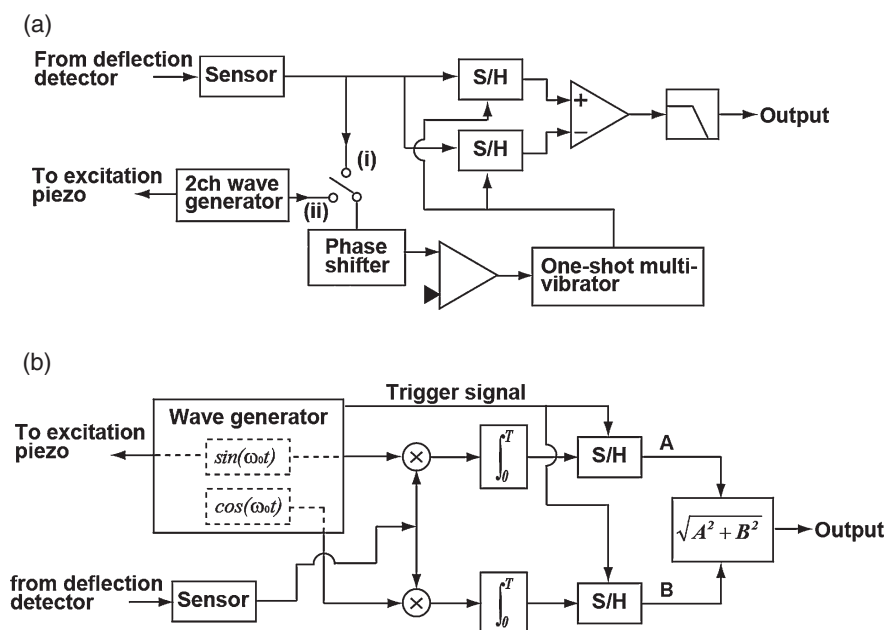 (a)
From deflection
detector
Sensor
S/H
+
−
Output
S/H
(i)
To excitation
piezo
2ch wave
generator
(ii)
Phase
shifter
One-shot multi-
vibrator
(b)
Trigger signal
Wave generator
To excitation
piezo
sin(ω₀t)
×
∫₀ᵀ
S/H
A
cos(ω₀t)
√A² + B²
Output
from deflection
detector
Sensor
×
∫₀ᵀ
S/H
B